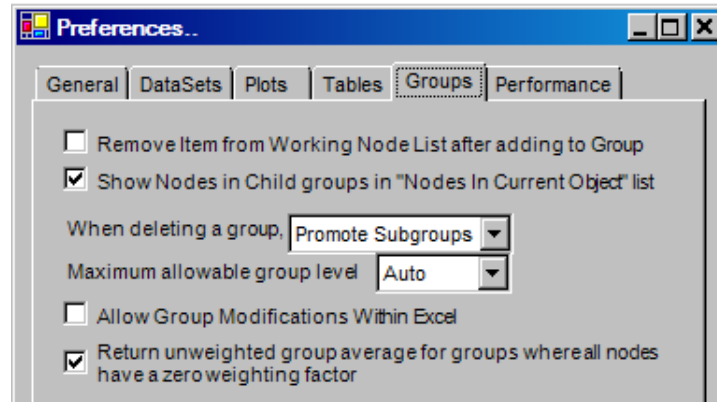 Preferences..
General DataSets Plots Tables Groups Performance
Remove Item from Working Node List after adding to Group
Show Nodes in Child groups in "Nodes In Current Object" list
When deleting a group, Promote Subgroups
Maximum allowable group level Auto
Allow Group Modifications Within Excel
Return unweighted group average for groups where all nodes
have a zero weighting factor